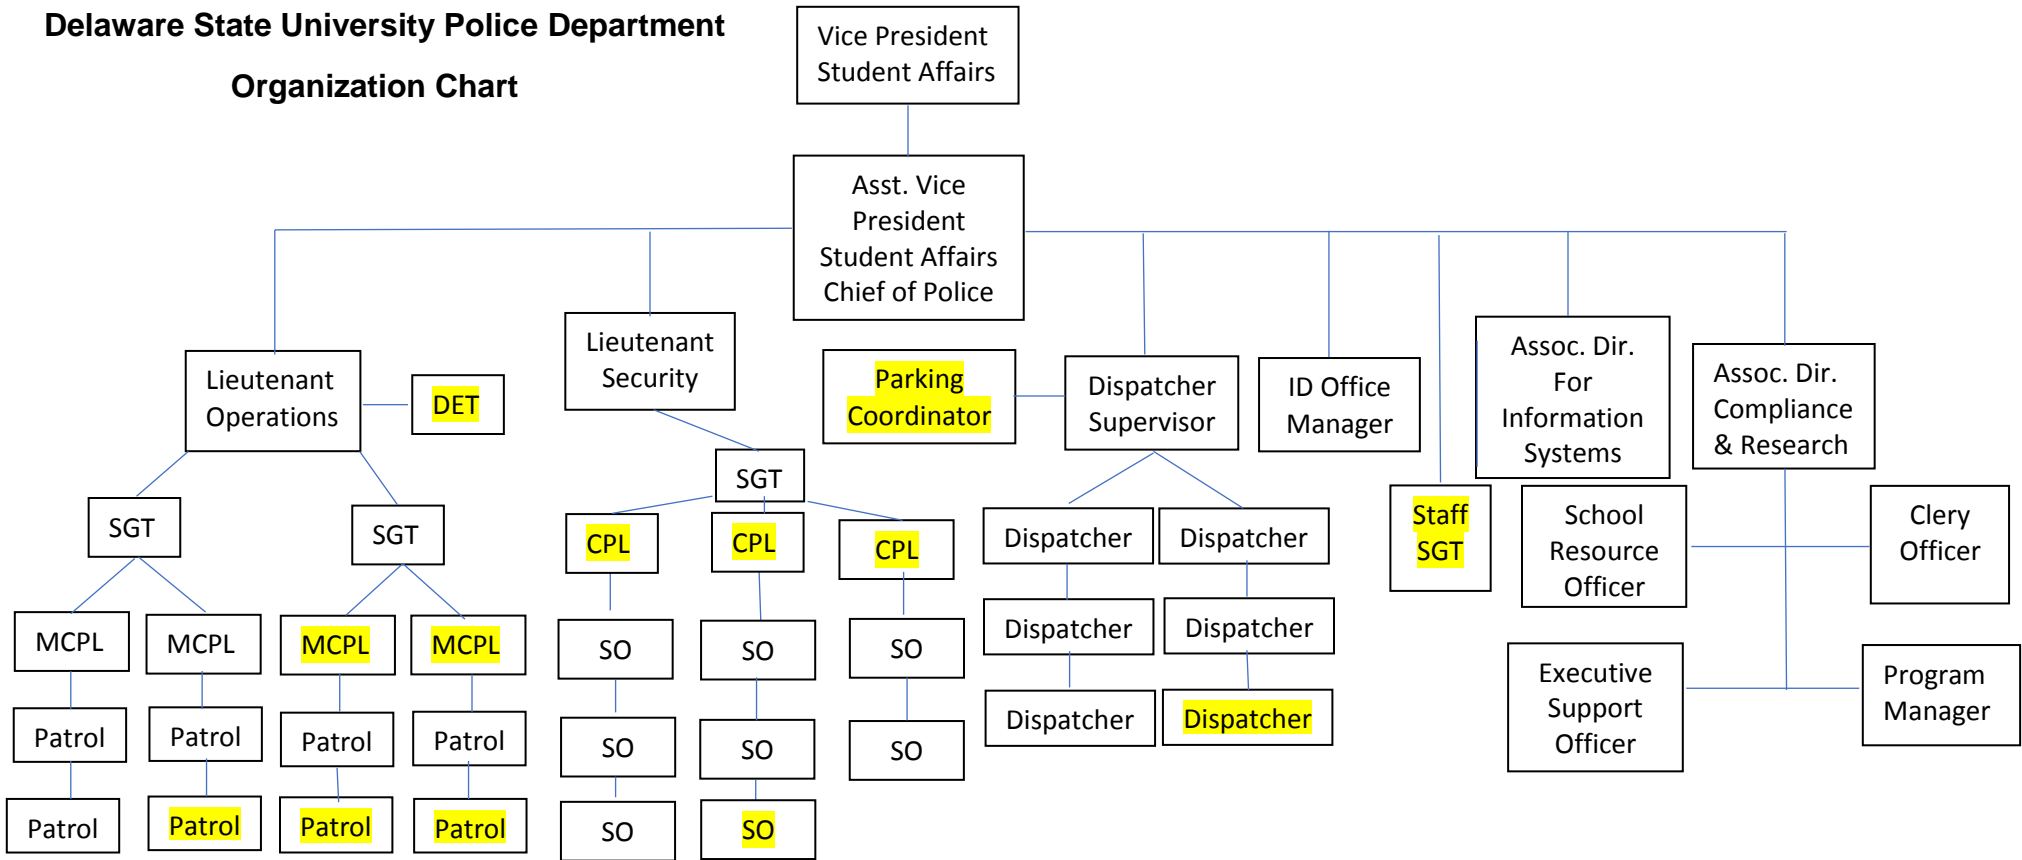 Delaware State University Police Department
Organization Chart
Vice President
Student Affairs
Asst. Vice
President
Student Affairs
Chief of Police
Lieutenant
Operations
DET
Lieutenant
Security
Parking
Coordinator
Dispatcher
Supervisor
ID Office
Manager
Staff
SGT
Assoc. Dir.
For
Information
Systems
Assoc. Dir.
Compliance
& Research
SGT
SGT
SGT
CPL
CPL
CPL
Dispatcher
Dispatcher
School
Resource
Officer
Clery
Officer
MCPL
MCPL
MCPL
MCPL
SO
SO
SO
Dispatcher
Dispatcher
Executive
Support
Officer
Program
Manager
Patrol
Patrol
Patrol
Patrol
SO
SO
SO
Dispatcher
Dispatcher
Patrol
Patrol
Patrol
Patrol
SO
SO